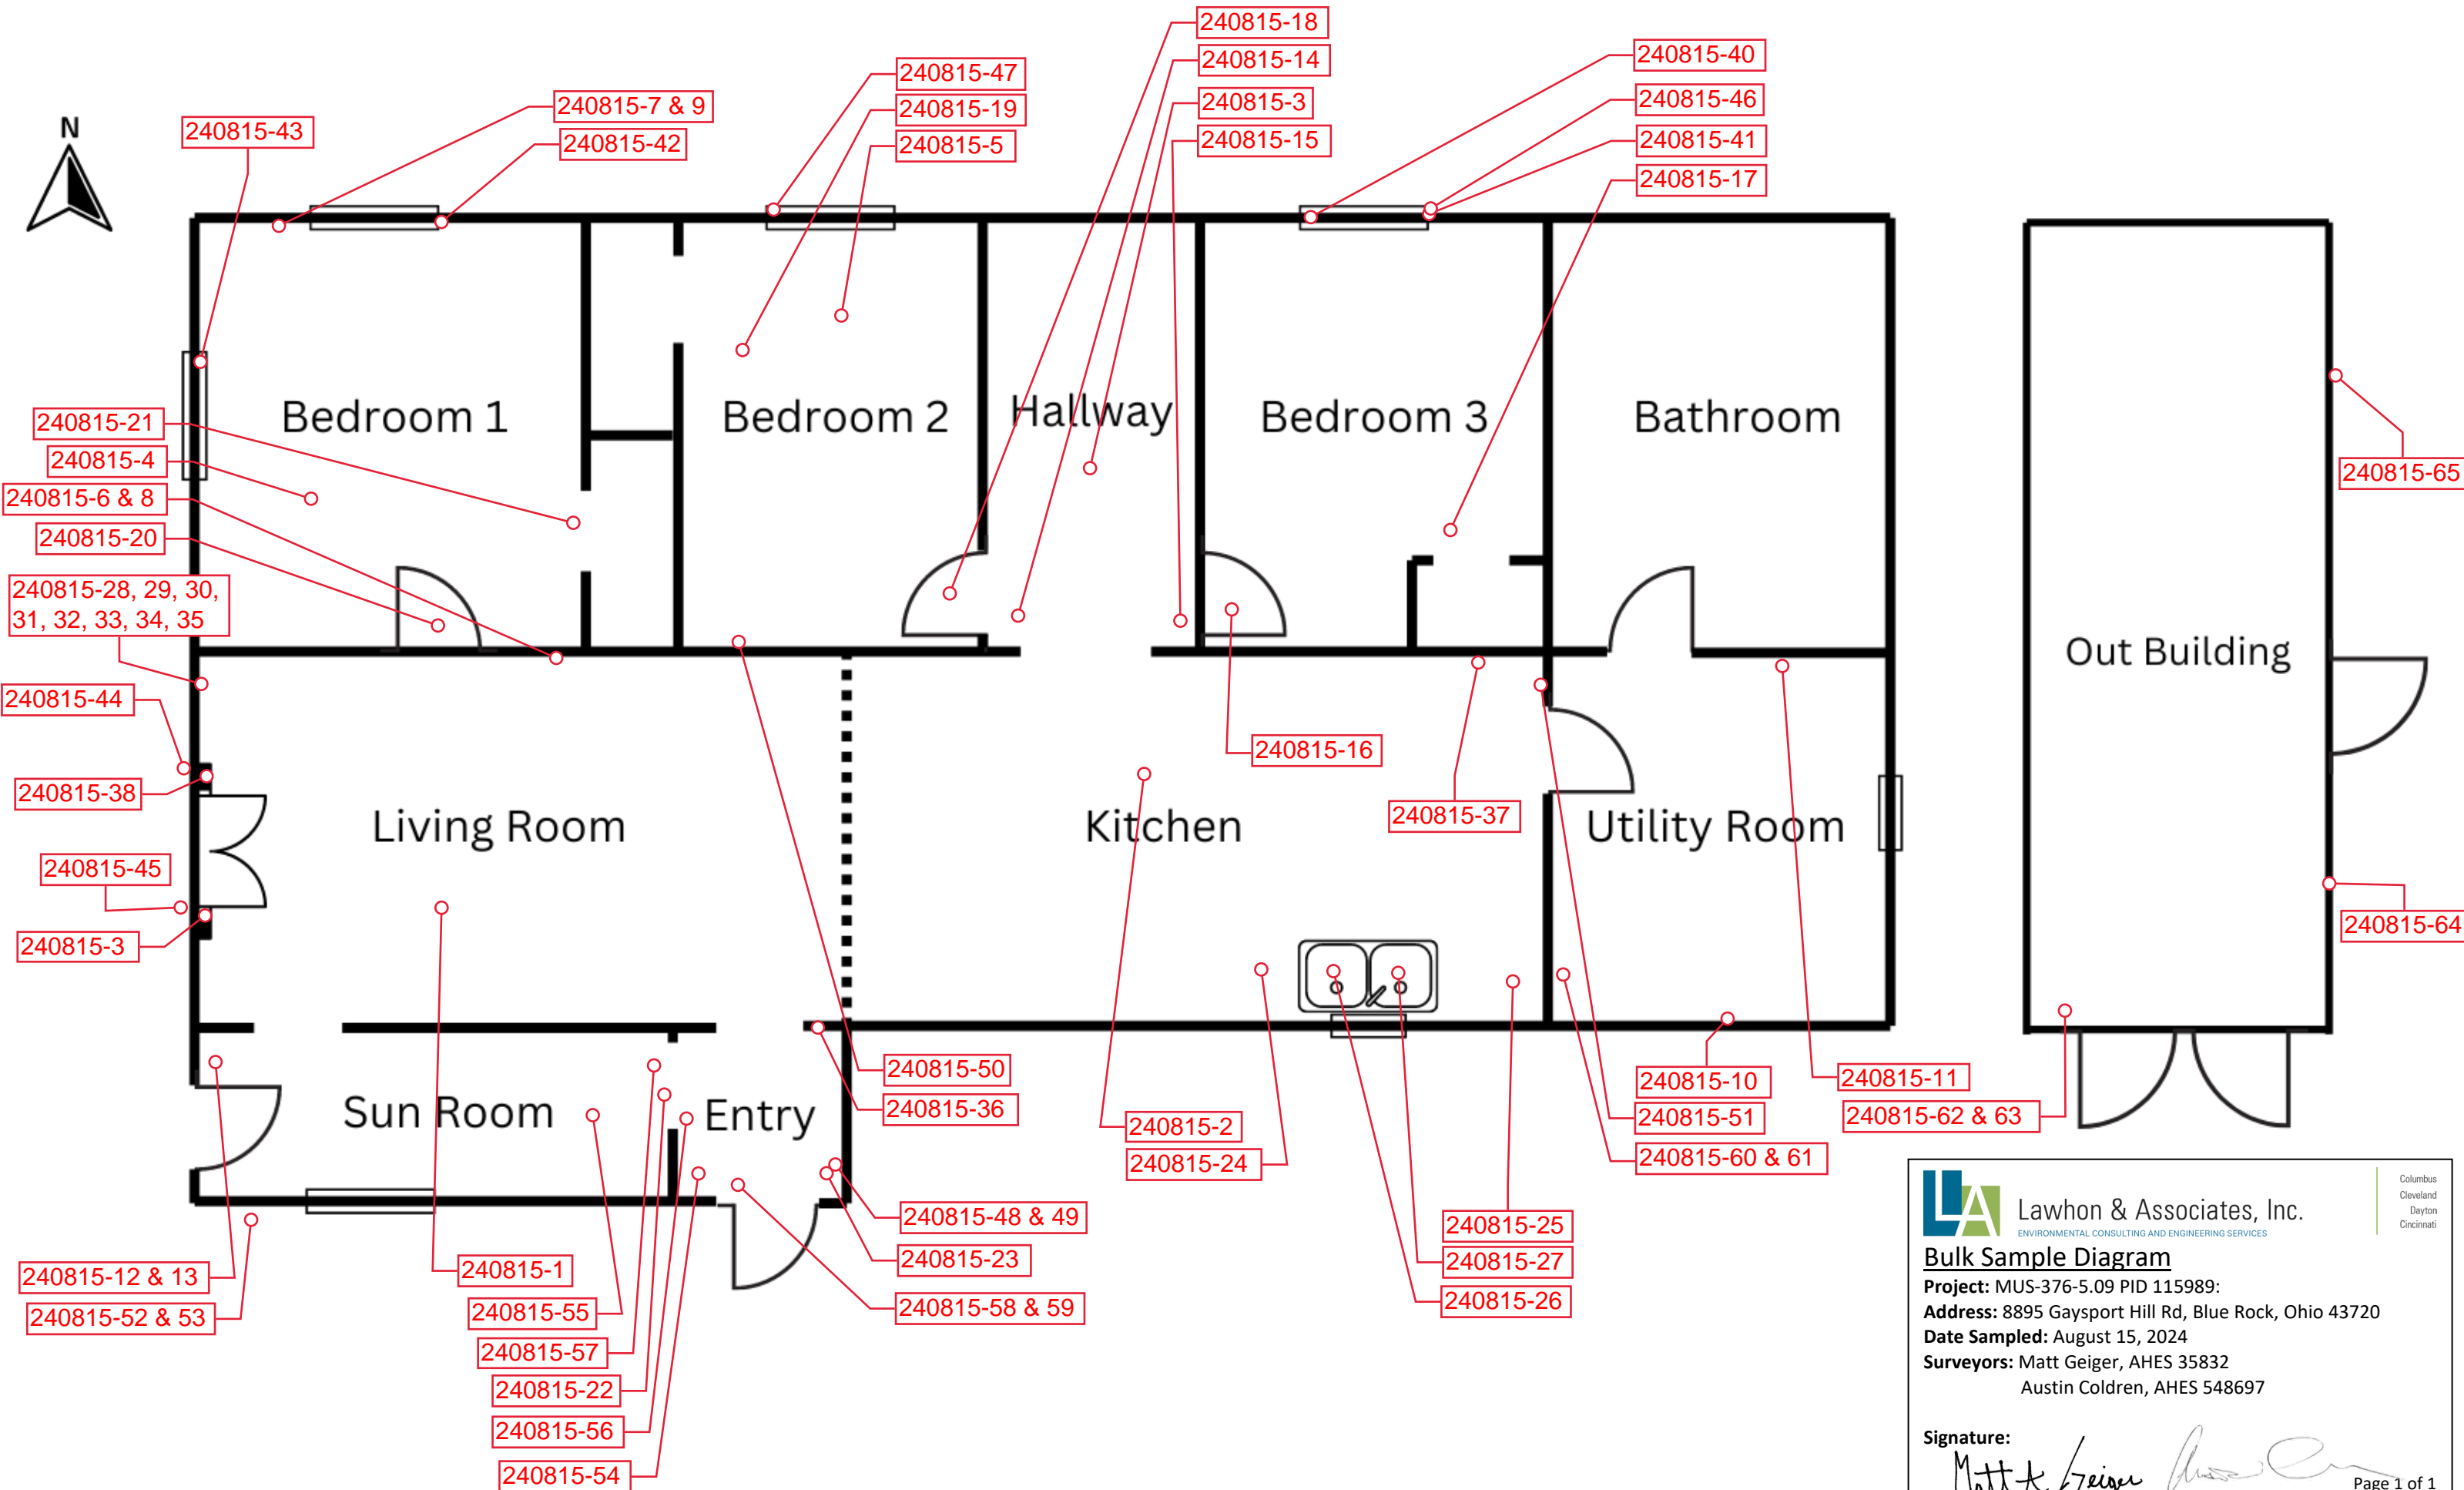 240815-18
240815-14
240815-3
240815-15
240815-40
240815-46
240815-41
240815-17
240815-47
240815-19
240815-5
240815-7 & 9
240815-42
240815-43
N
240815-21
240815-4
240815-6 & 8
240815-20
240815-28, 29, 30,
31, 32, 33, 34, 35
240815-44
240815-38
240815-45
240815-3
Bedroom 1
Bedroom 2
Hallway
Bedroom 3
Bathroom
240815-65
Out Building
240815-16
240815-37
Living Room
Kitchen
Utility Room
240815-64
Sun Room
Entry
240815-50
240815-36
240815-2
240815-24
240815-10
240815-11
240815-51
240815-62 & 63
240815-60 & 61
240815-48 & 49
240815-23
240815-58 & 59
240815-25
240815-27
240815-26
240815-12 & 13
240815-52 & 53
240815-1
240815-55
240815-57
240815-22
240815-56
240815-54
LA
Lawhon & Associates, Inc.
ENVIRONMENTAL CONSULTING AND ENGINEERING SERVICES
Columbus
Cleveland
Dayton
Cincinnati
Bulk Sample Diagram
Project: MUS-376-5.09 PID 115989:
Address: 8895 Gaysport Hill Rd, Blue Rock, Ohio 43720
Date Sampled: August 15, 2024
Surveyors: Matt Geiger, AHES 35832
Austin Coldren, AHES 548697
Signature:
Matt A Geiger
Page 1 of 1